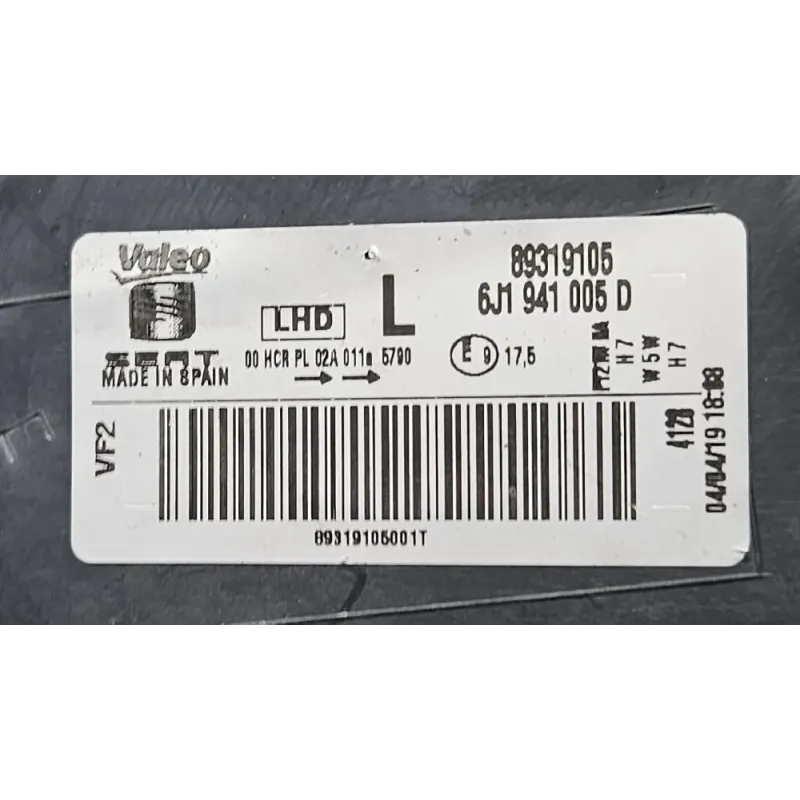 Valeo
89319105
6J1 941 005 D
LHD
L
SEAT
MADE IN SPAIN
00 HCR PL 02A 011a 5790
E 9 17,5
H7
W5W
H7
VF2
4128
04/04/19 18:08
89319105001T